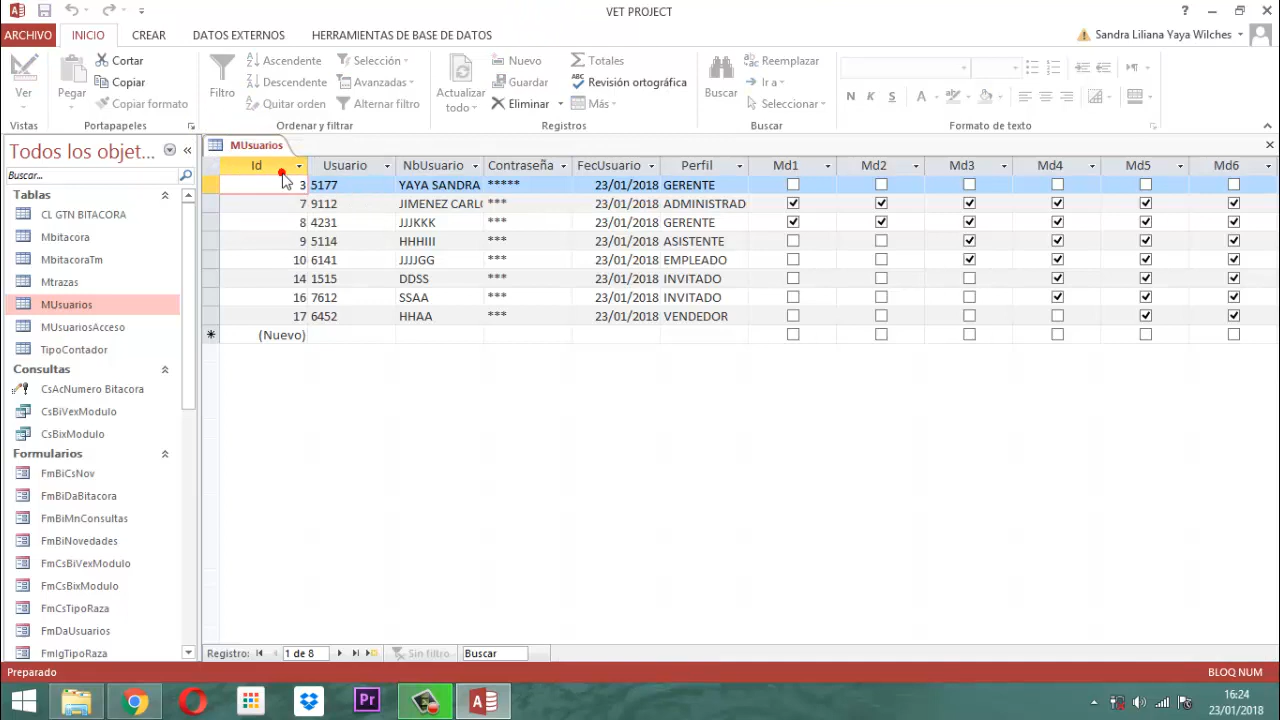 VET PROJECT
ARCHIVO INICIO CREAR DATOS EXTERNOS HERRAMIENTAS DE BASE DE DATOS Sandra Liliana Yaya Wilches
Ver
Pegar
Cortar
Copiar
Copiar formato
Filtro
Ascendente
Descendente
Quitar orden
Selección
Avanzadas
Alternar filtro
Actualizar
todo
Nuevo
Guardar
Eliminar
Totales
Revisión ortográfica
Más
Buscar
Reemplazar
Ir a
Seleccionar
N K S A
Vistas Portapapeles Ordenar y filtrar Registros Buscar Formato de texto
Todos los objet...
Buscar...
Tablas
CL GTN BITACORA
Mbitacora
MbitacoraTm
Mtrazas
MUsuarios
MUsuariosAcceso
TipoContador
Consultas
CsAcNumero Bitacora
CsBiVexModulo
CsBixModulo
Formularios
FmBiCsNov
FmBiDaBitacora
FmBiMnConsultas
FmBiNovedades
FmCsBiVexModulo
FmCsBixModulo
FmCsTipoRaza
FmDaUsuarios
FmIgTipoRaza
MUsuarios
Id Usuario NbUsuario Contraseña FecUsuario Perfil Md1 Md2 Md3 Md4 Md5 Md6
3 5177 YAYA SANDRA ***** 23/01/2018 GERENTE
7 9112 JIMENEZ CARL *** 23/01/2018 ADMINISTRAD
8 4231 JJJKKK *** 23/01/2018 GERENTE
9 5114 HHHIII *** 23/01/2018 ASISTENTE
10 6141 JJJJGG *** 23/01/2018 EMPLEADO
14 1515 DDSS *** 23/01/2018 INVITADO
16 7612 SSAA *** 23/01/2018 INVITADO
17 6452 HHAA *** 23/01/2018 VENDEDOR
(Nuevo)
Registro: 1 de 8 Sin filtro Buscar
Preparado BLOQ NUM
Pr
16:24
23/01/2018